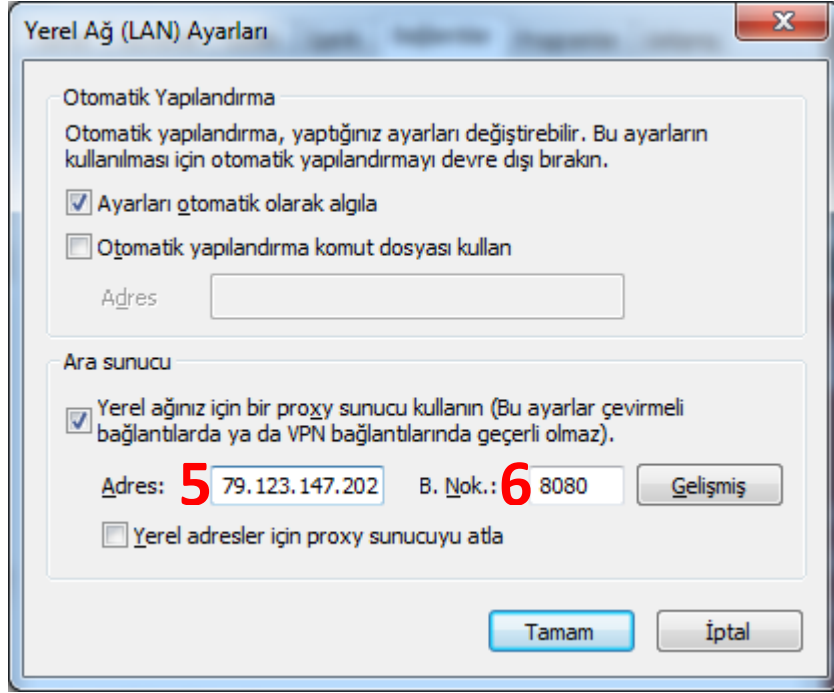 Yerel Ağ (LAN) Ayarları
Otomatik Yapılandırma
Otomatik yapılandırma, yaptığınız ayarları değiştirebilir. Bu ayarların
kullanılması için otomatik yapılandırmayı devre dışı bırakın.
Ayarları otomatik olarak algıla
Otomatik yapılandırma komut dosyası kullan
Adres
Ara sunucu
Yerel ağınız için bir proxy sunucu kullanın (Bu ayarlar çevirmeli
bağlantılarda ya da VPN bağlantılarında geçerli olmaz).
Adres: 5 79.123.147.202 B. Nok.: 6 8080 Gelişmiş
Yerel adresler için proxy sunucuyu atla
Tamam İptal